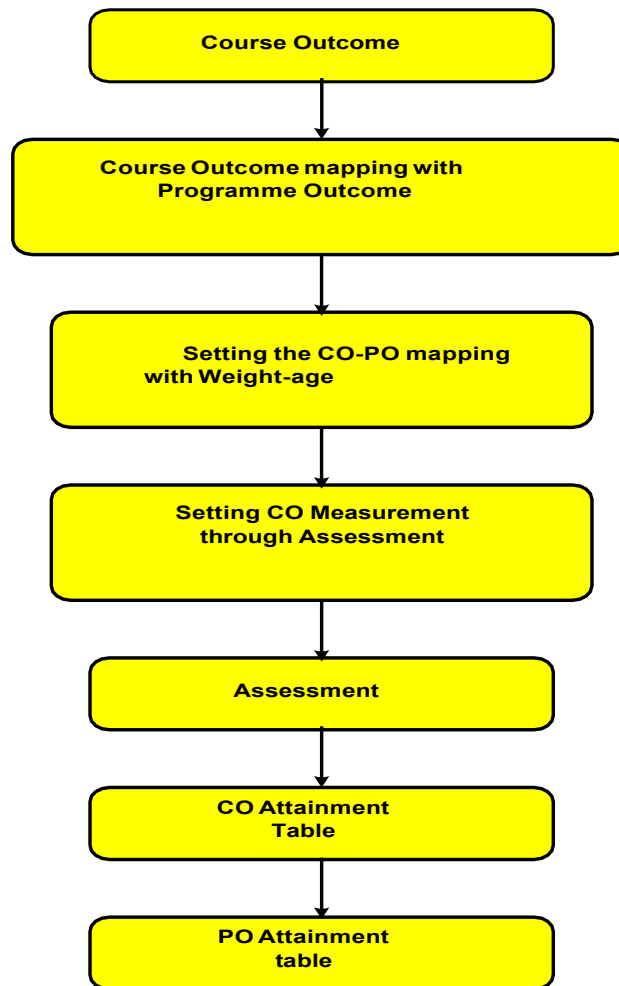 Course Outcome
Course Outcome mapping with
Programme Outcome
Setting the CO-PO mapping
with Weight-age
Setting CO Measurement
through Assessment
Assessment
CO Attainment
Table
PO Attainment
table